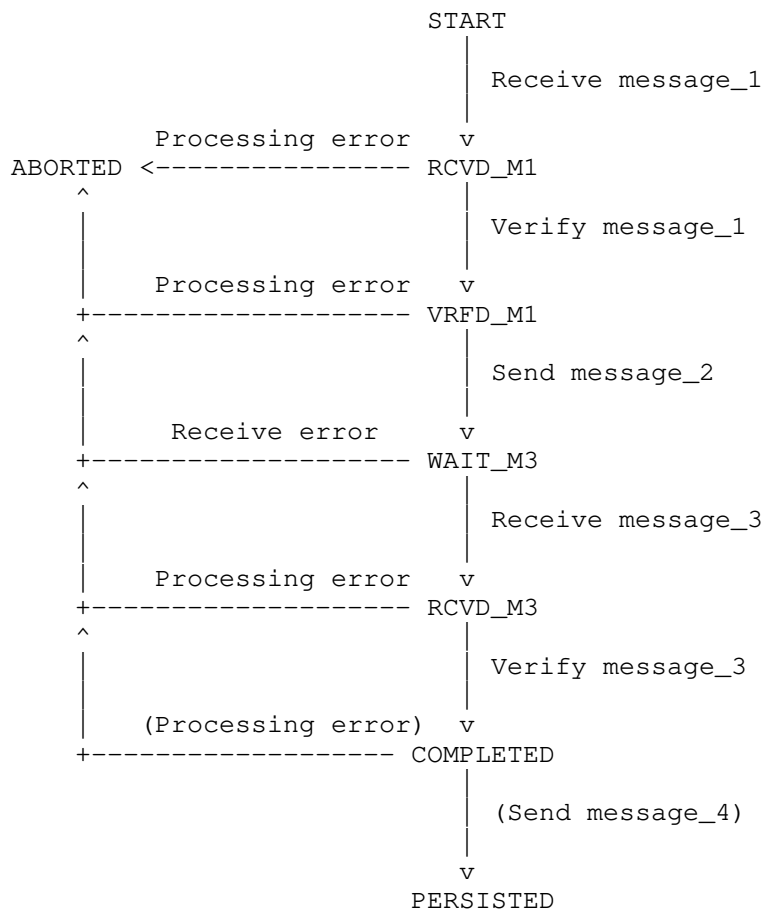 START
Receive message_1
Processing error
ABORTED RCVD_M1
Verify message_1
Processing error
VRFD_M1
Send message_2
Receive error
WAIT_M3
Receive message_3
Processing error
RCVD_M3
Verify message_3
(Processing error)
COMPLETED
(Send message_4)
PERSISTED